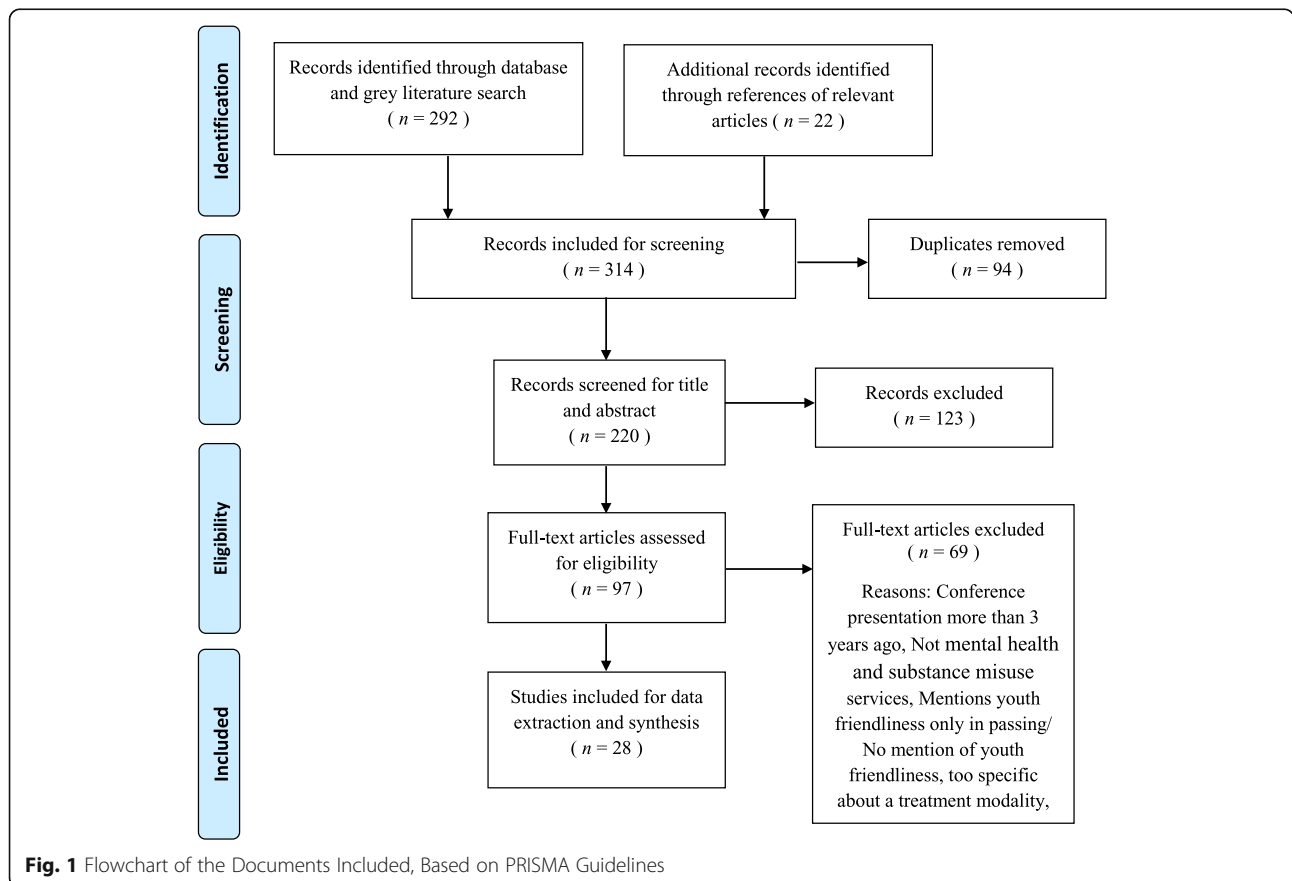 Identification
Records identified through database
and grey literature search
( n = 292 )
Additional records identified
through references of relevant
articles ( n = 22 )
Screening
Records included for screening
( n = 314 )
Duplicates removed
( n = 94 )
Records screened for title
and abstract
( n = 220 )
Records excluded
( n = 123 )
Eligibility
Full-text articles assessed
for eligibility
( n = 97 )
Full-text articles excluded
( n = 69 )
Reasons: Conference
presentation more than 3
years ago, Not mental health
and substance misuse
services, Mentions youth
friendliness only in passing/
No mention of youth
friendliness, too specific
about a treatment modality,
Included
Studies included for data
extraction and synthesis
( n = 28 )
Fig. 1 Flowchart of the Documents Included, Based on PRISMA Guidelines